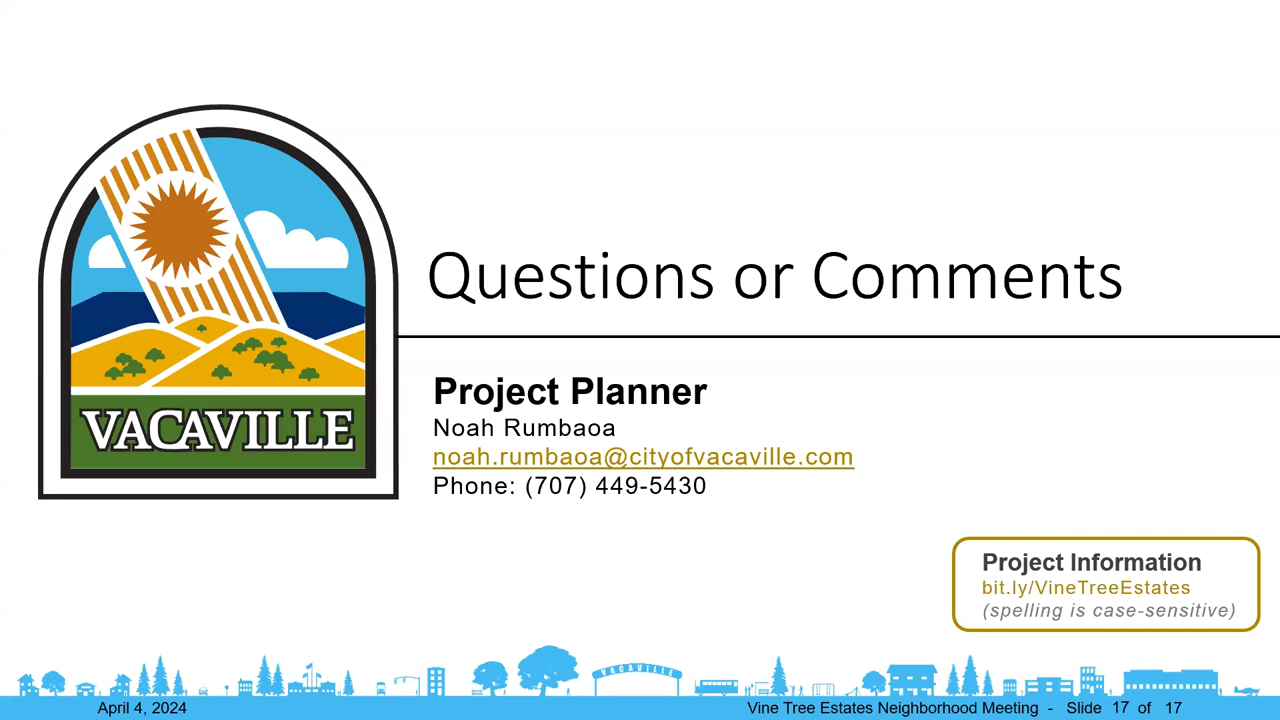 VACAVILLE
Questions or Comments
Project Planner
Noah Rumbaoa
noah.rumbaoa@cityofvacaville.com
Phone: (707) 449-5430
Project Information
bit.ly/VineTreeEstates
(spelling is case-sensitive)
VACAVILLE
April 4, 2024
Vine Tree Estates Neighborhood Meeting - Slide 17 of 17